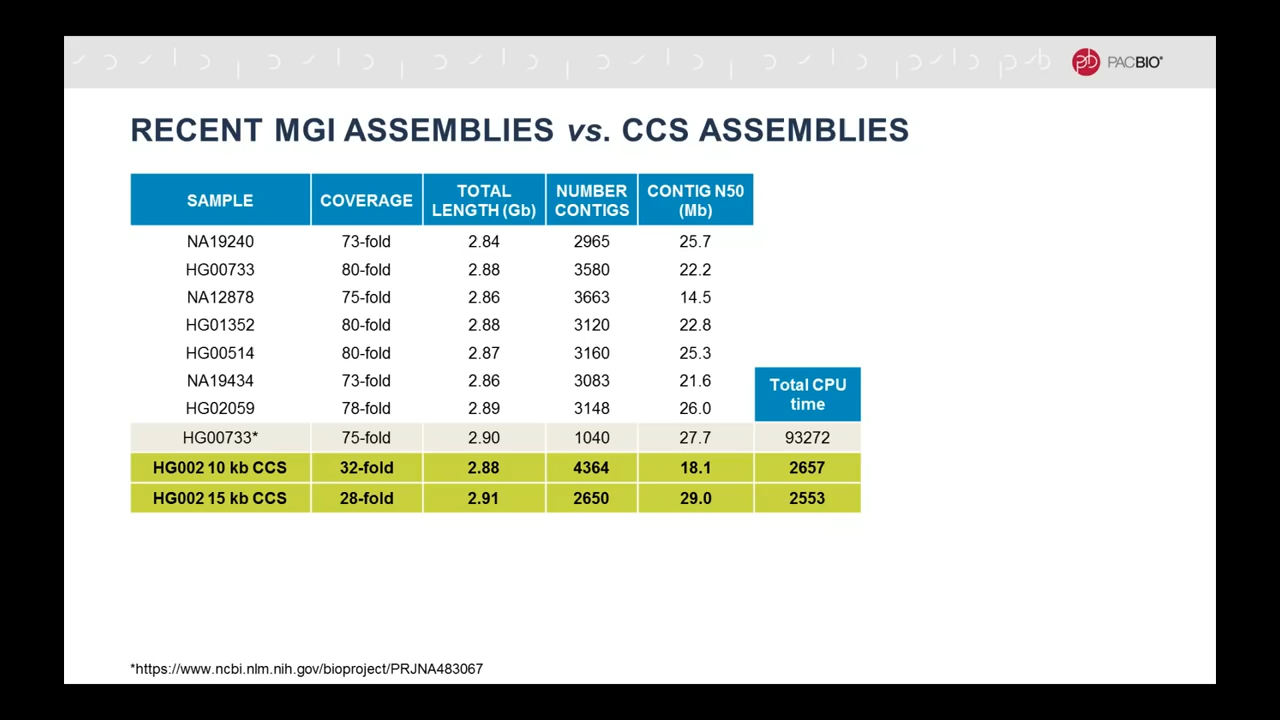 PACBIO®
RECENT MGI ASSEMBLIES vs. CCS ASSEMBLIES
SAMPLE COVERAGE TOTAL LENGTH (Gb) NUMBER CONTIGS CONTIG N50 (Mb)
NA19240 73-fold 2.84 2965 25.7
HG00733 80-fold 2.88 3580 22.2
NA12878 75-fold 2.86 3663 14.5
HG01352 80-fold 2.88 3120 22.8
HG00514 80-fold 2.87 3160 25.3
NA19434 73-fold 2.86 3083 21.6
HG02059 78-fold 2.89 3148 26.0
Total CPU time
HG00733* 75-fold 2.90 1040 27.7 93272
HG002 10 kb CCS 32-fold 2.88 4364 18.1 2657
HG002 15 kb CCS 28-fold 2.91 2650 29.0 2553
*https://www.ncbi.nlm.nih.gov/bioproject/PRJNA483067